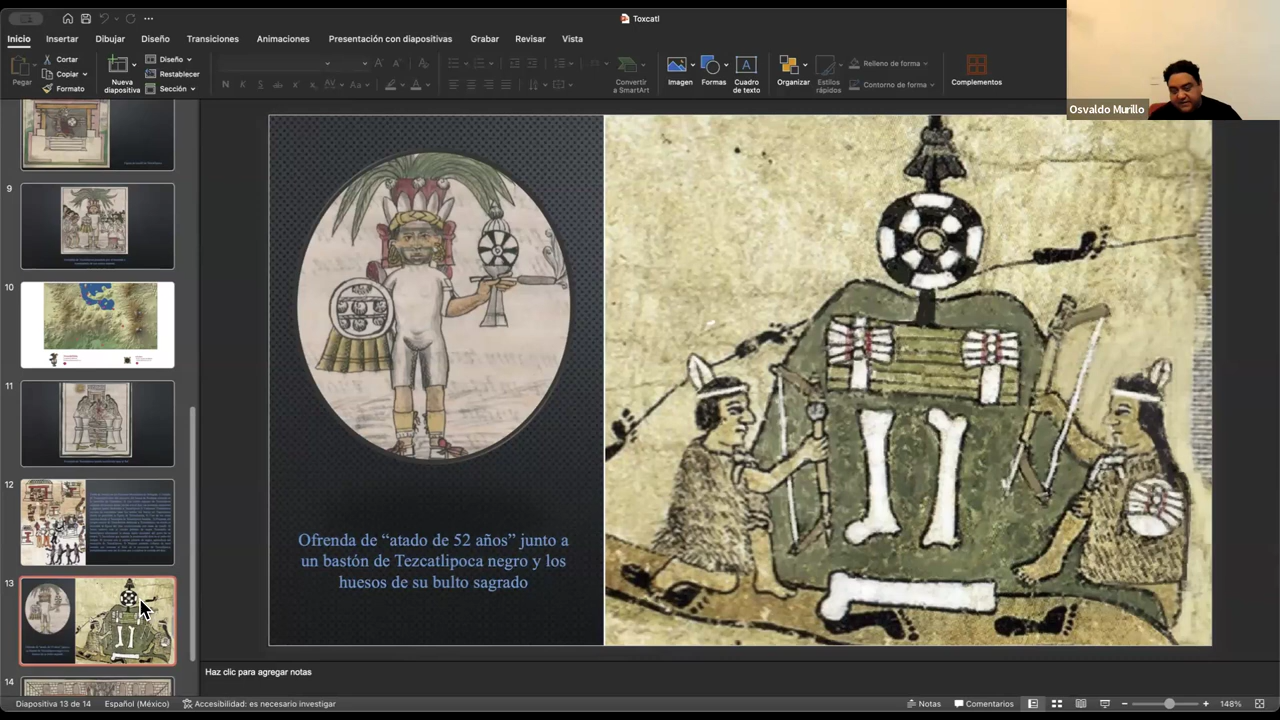 Toxcatl
Inicio
Insertar
Dibujar
Diseño
Transiciones
Animaciones
Presentación con diapositivas
Grabar
Revisar
Vista
Pegar
Cortar
Copiar
Formato
Nueva
diapositiva
Diseño
Restablecer
Sección
N
K
S
Convertir
a SmartArt
Imagen
Formas
Cuadro
de texto
Organizar
Estilos
rápidos
Relleno de forma
Contorno de forma
Complementos
Osvaldo Murillo
9
10
11
12
13
14
Ofrenda de “atado de 52 años” junto a
un bastón de Tezcatlipoca negro y los
huesos de su bulto sagrado
Haz clic para agregar notas
Diapositiva 13 de 14
Español (México)
Accesibilidad: es necesario investigar
Notas
Comentarios
148%